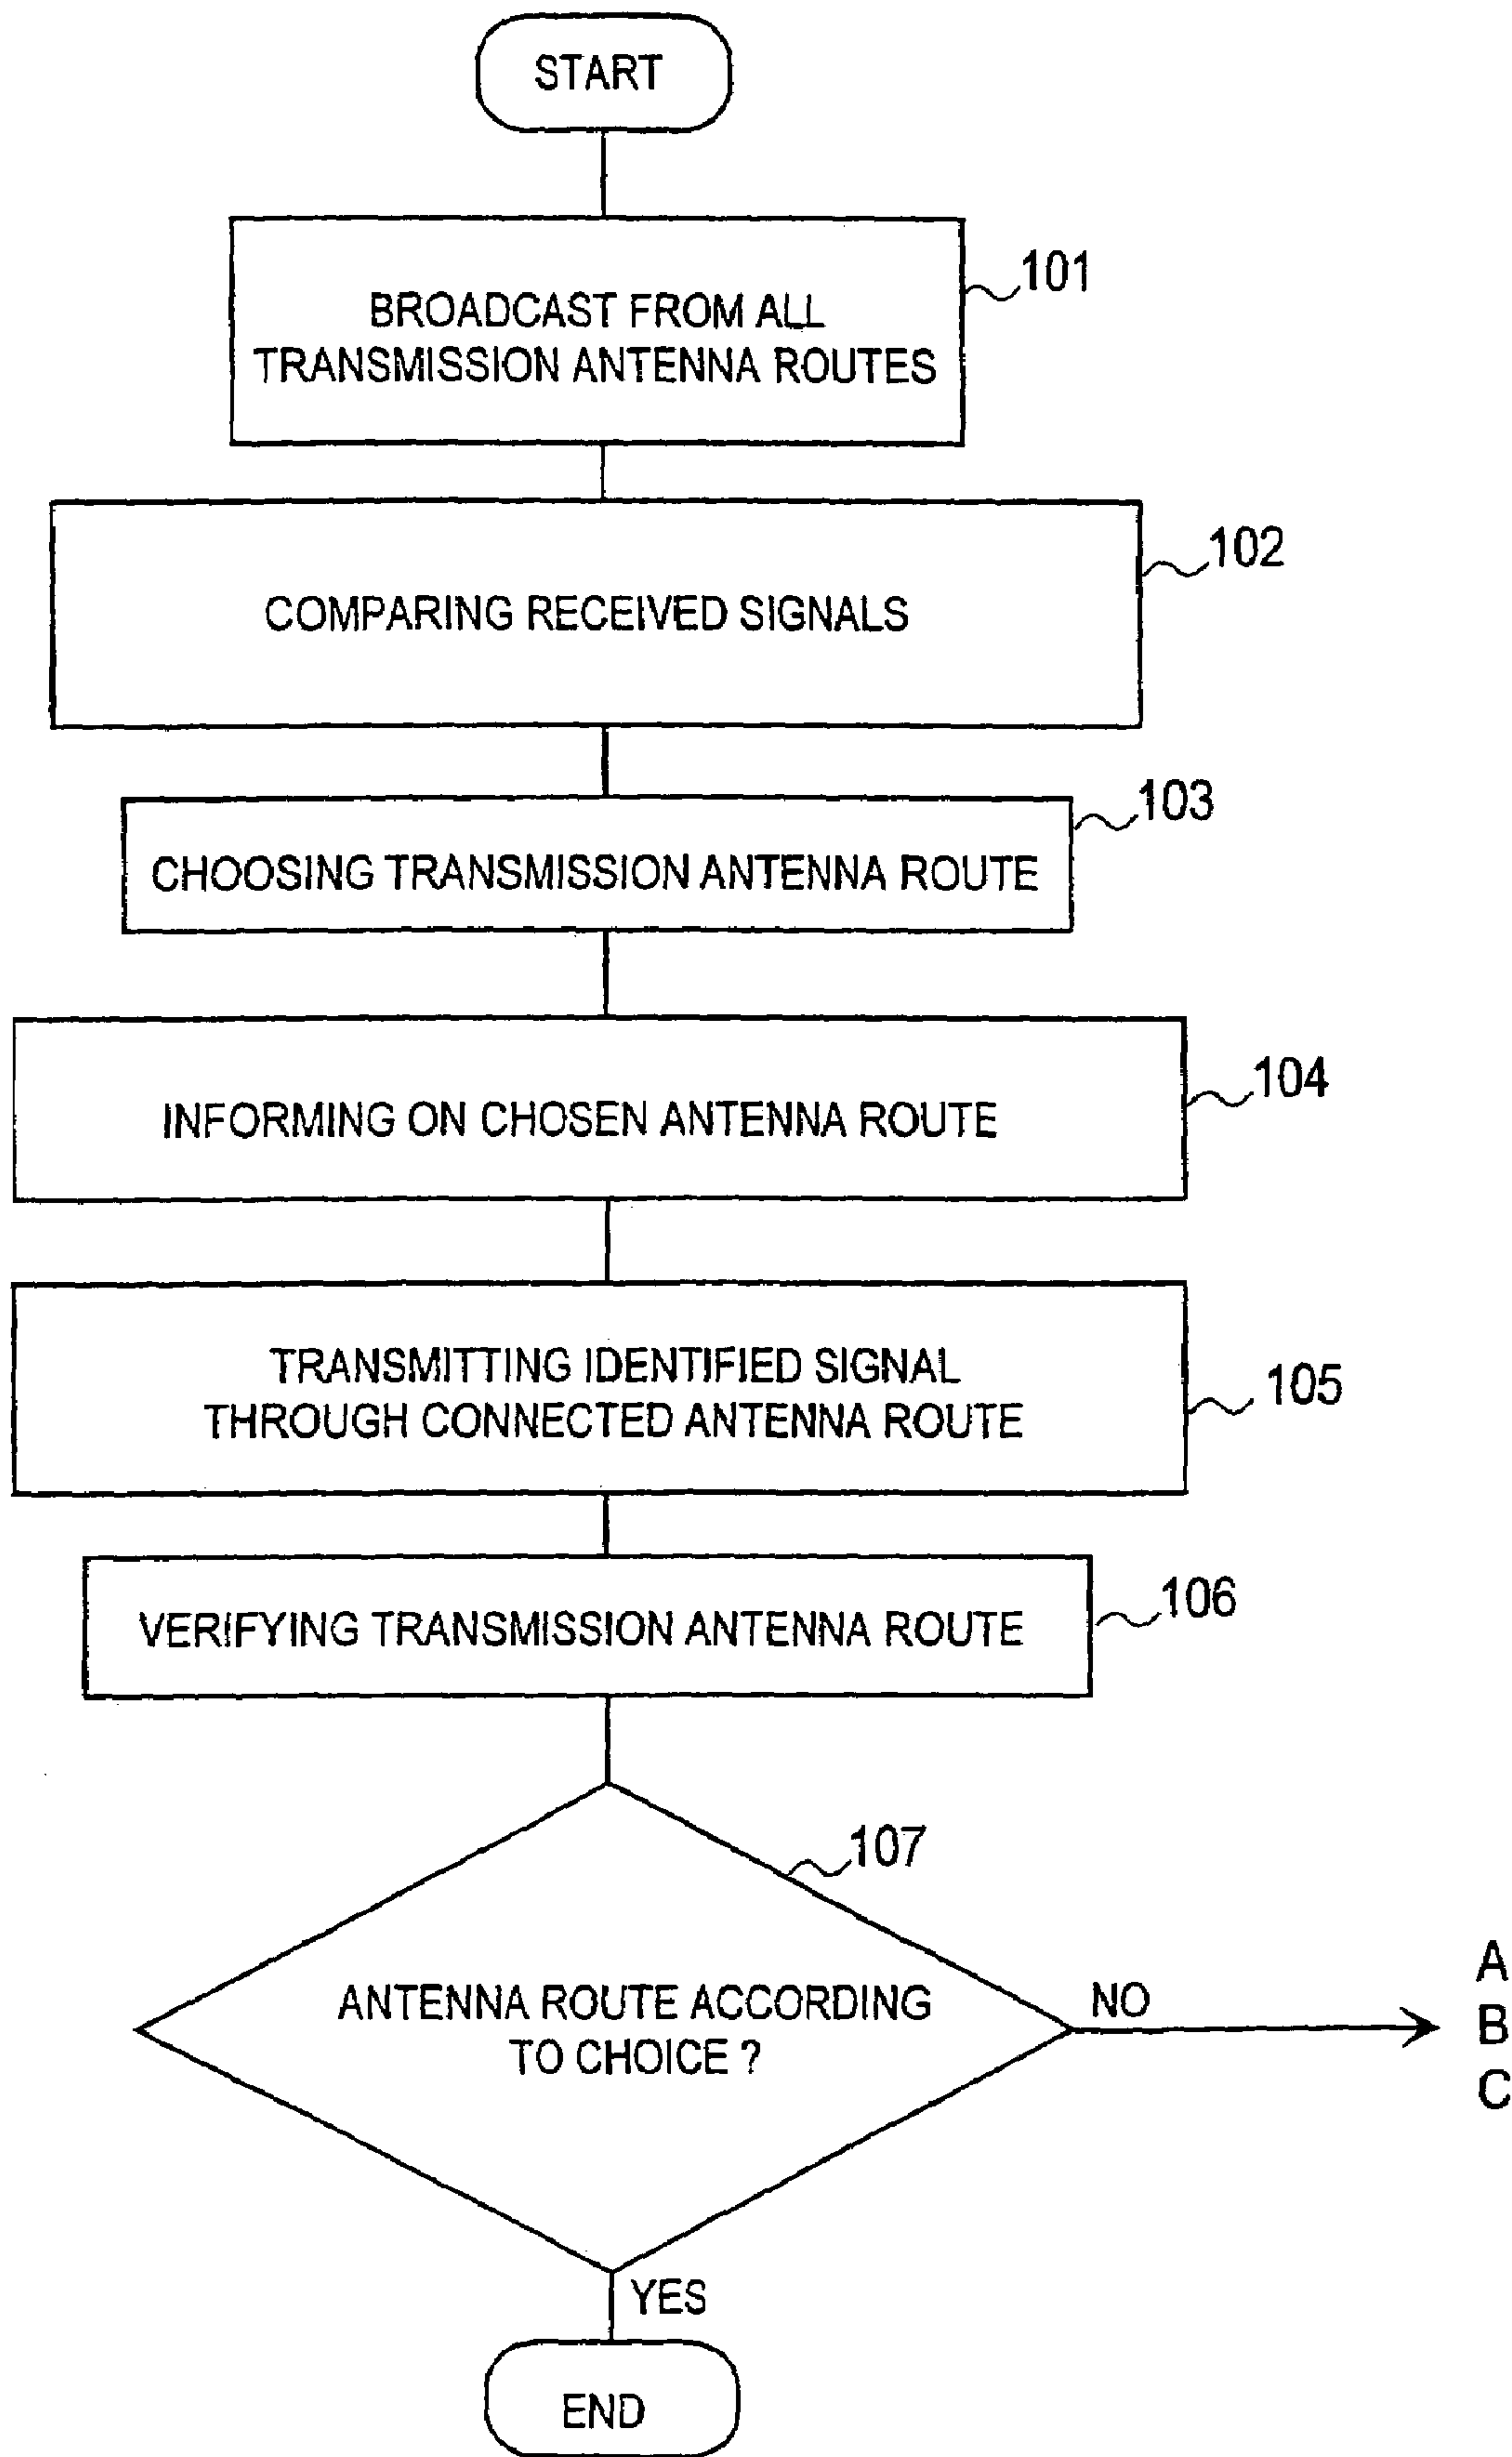 START
101
BROADCAST FROM ALL
TRANSMISSION ANTENNA ROUTES
102
COMPARING RECEIVED SIGNALS
103
CHOOSING TRANSMISSION ANTENNA ROUTE
104
INFORMING ON CHOSEN ANTENNA ROUTE
TRANSMITTING IDENTIFIED SIGNAL
THROUGH CONNECTED ANTENNA ROUTE
105
106
VERIFYING TRANSMISSION ANTENNA ROUTE
107
ANTENNA ROUTE ACCORDING
TO CHOICE ?
NO
A
B
C
YES
END